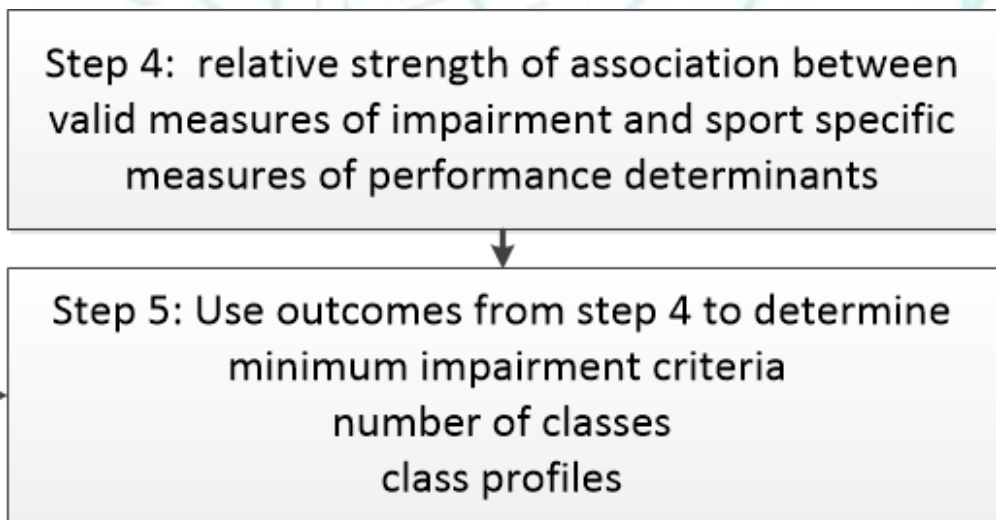 Step 4:  relative strength of association between
valid measures of impairment and sport specific
measures of performance determinants
Step 5: Use outcomes from step 4 to determine
minimum impairment criteria
number of classes
class profiles